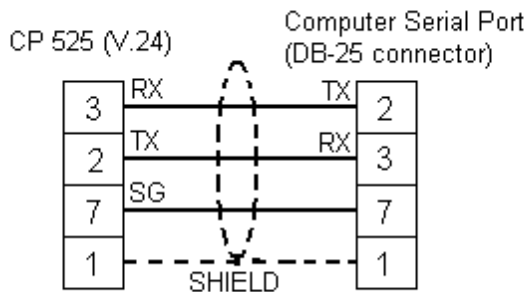 CP 525 (V.24)
Computer Serial Port
(DB-25 connector)
3 RX TX 2
2 TX RX 3
7 SG 7
1 1
SHIELD